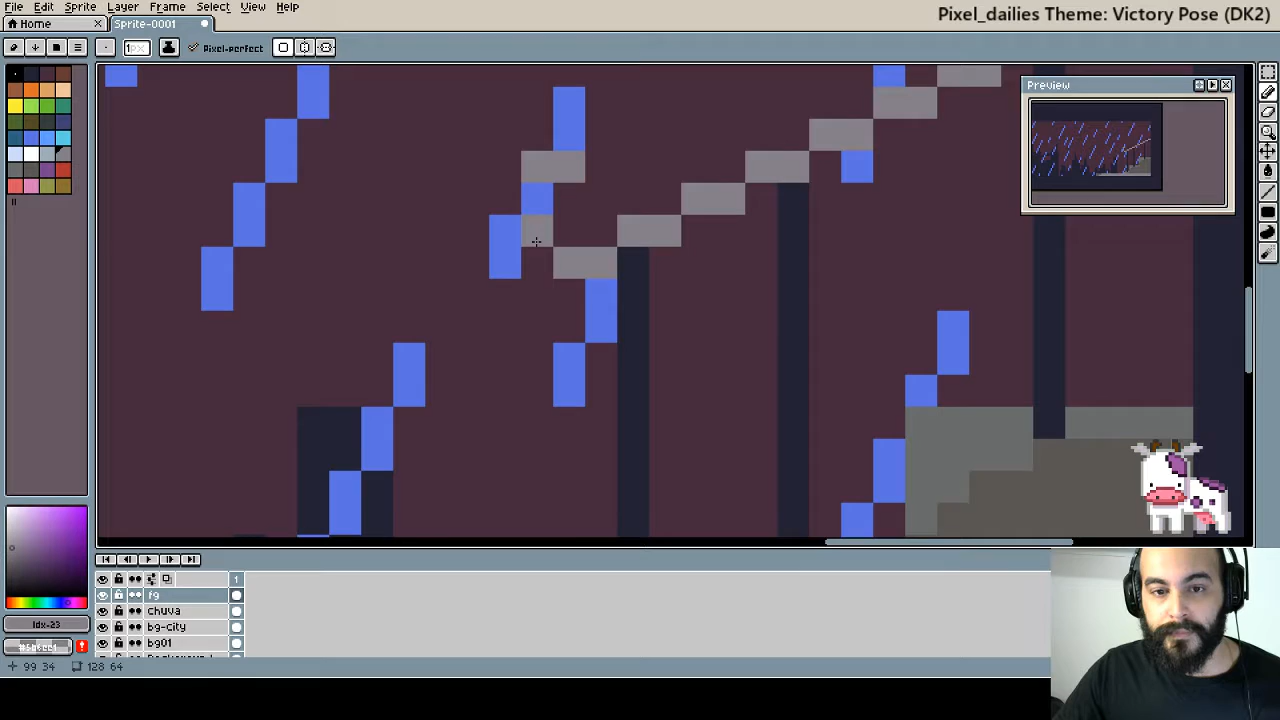 File Edit Sprite Layer Frame Select View Help
Pixel_dailies Theme: Victory Pose (DK2)
Home
Sprite-0001
Pixel-perfect
Preview
1
fg
chuva
bg-city
bg01
Idx-23
99 34 128 64